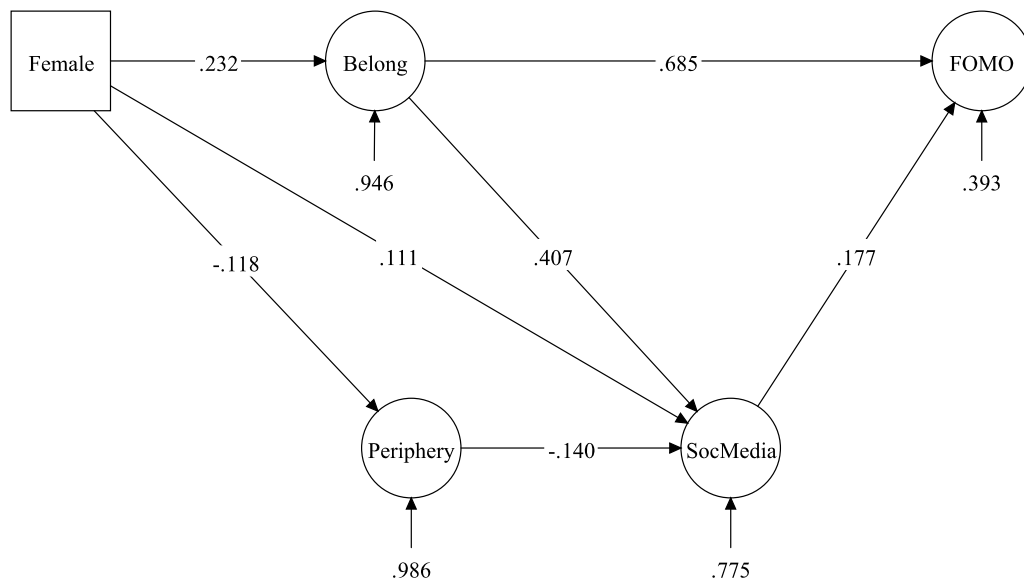 Female
.232
Belong
.685
FOMO
.946
.393
-.118
.111
.407
.177
Periphery
-.140
SocMedia
.986
.775